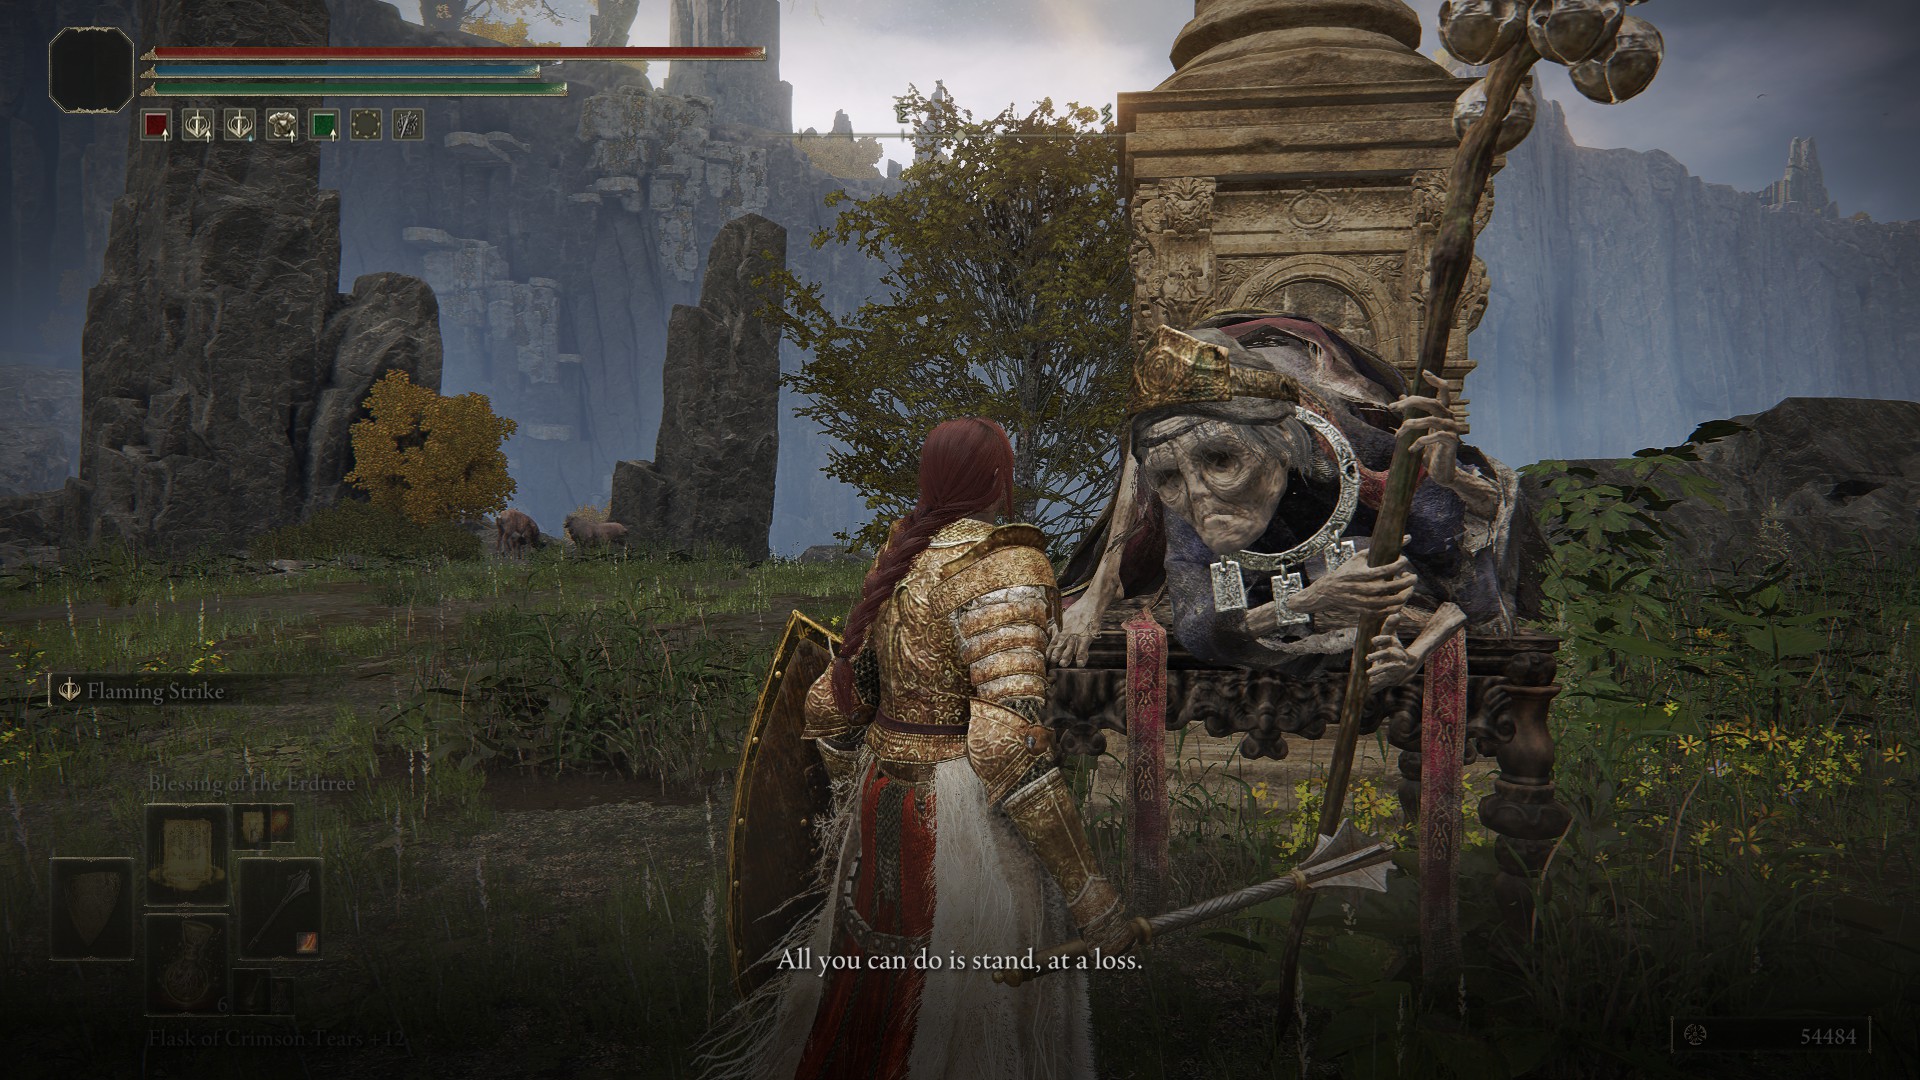 E
S
Flaming Strike
Blessing of the Erdtree
6
Flask of Crimson Tears +12
All you can do is stand, at a loss.
54484